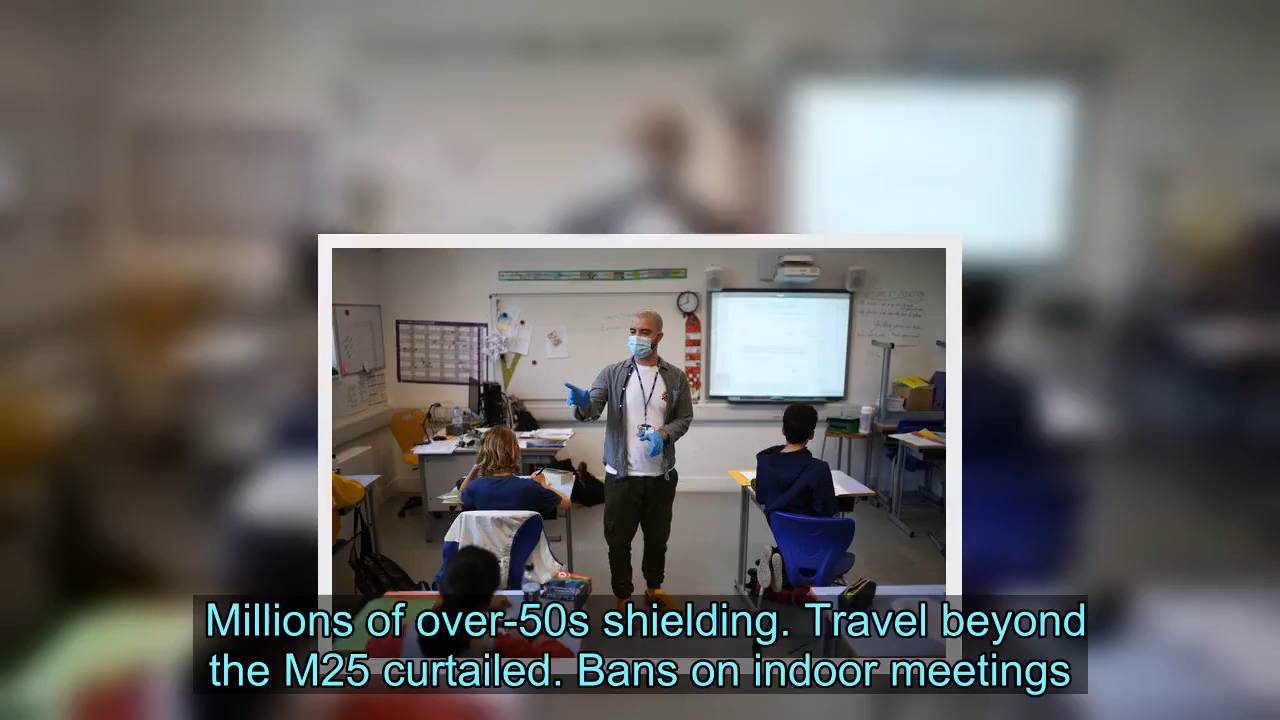 Millions of over-50s shielding. Travel beyond
the M25 curtailed. Bans on indoor meetings